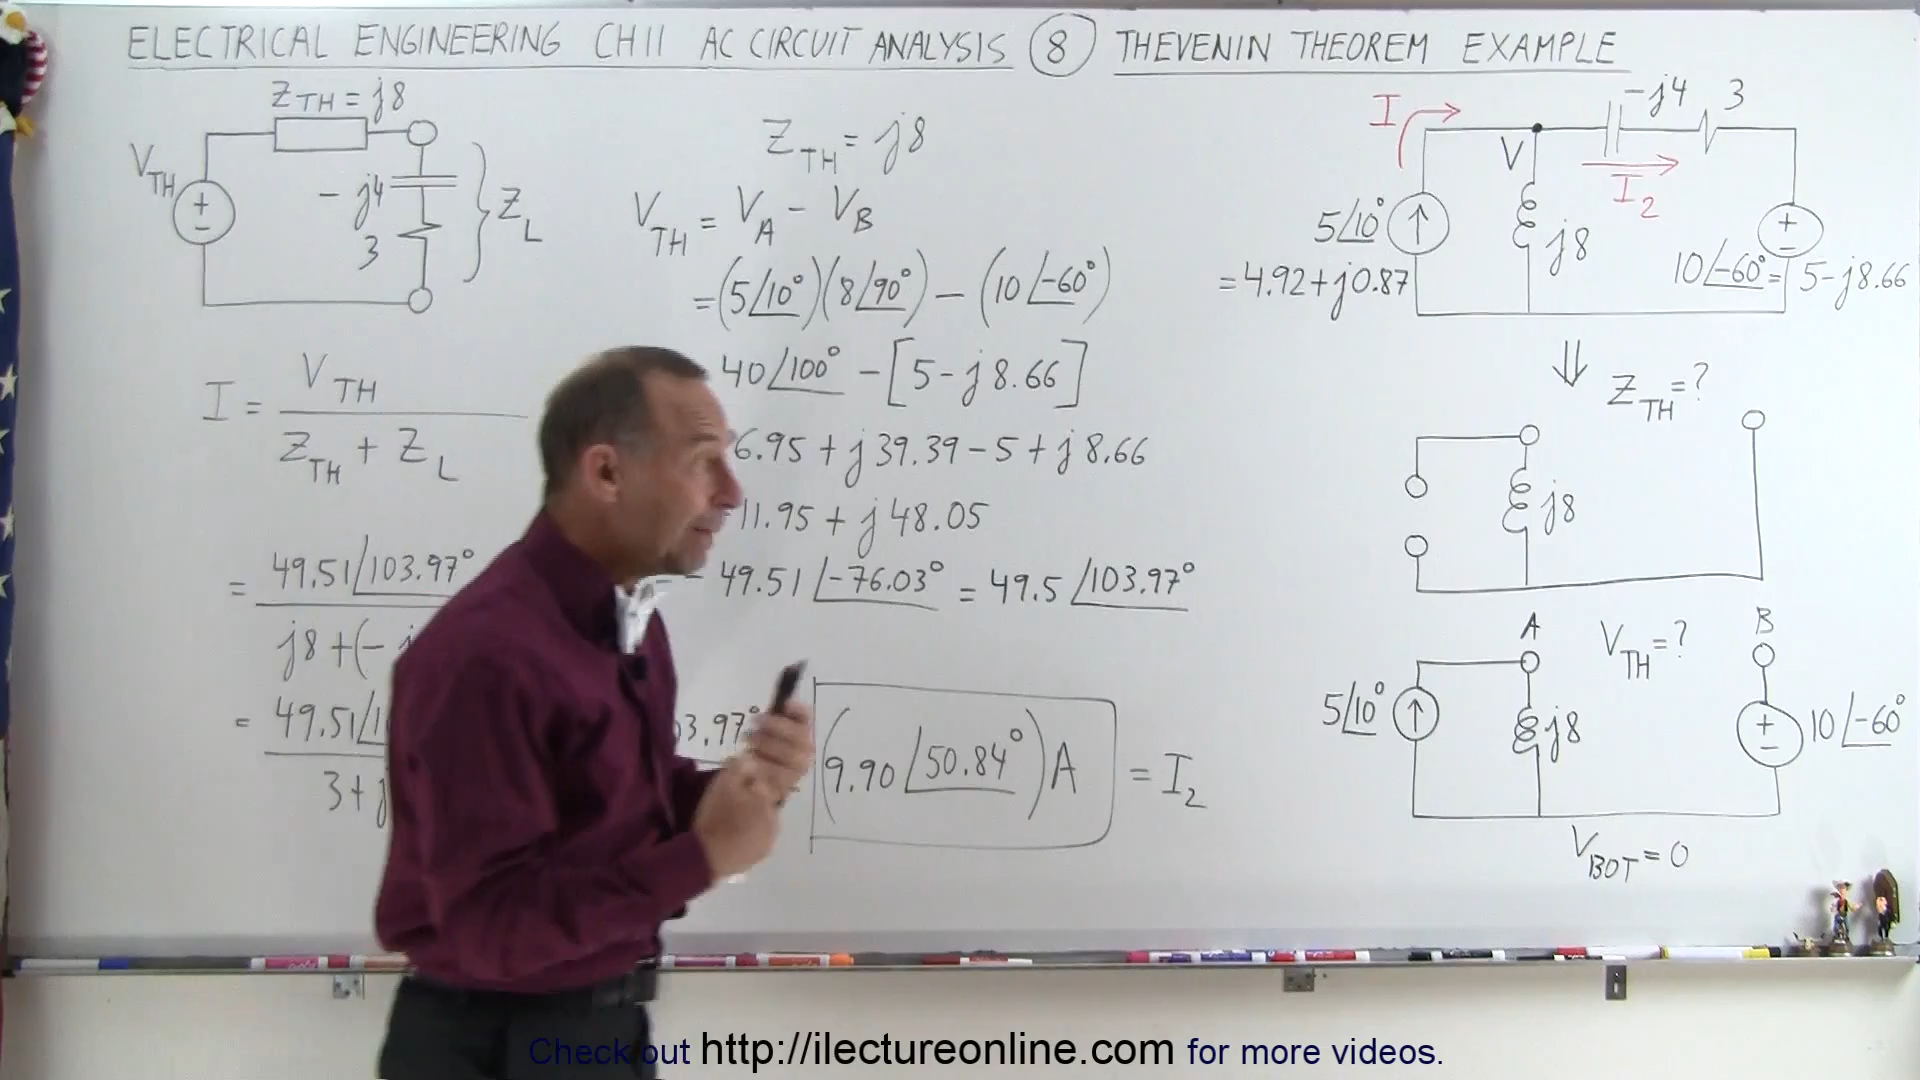 ELECTRICAL ENGINEERING CH 11 AC CIRCUIT ANALYSIS (8) THEVENIN THEOREM EXAMPLE
Z_TH = j8
V_TH
+
−
-j4
3
Z_L
I = V_TH / (Z_TH + Z_L)
= 49.51 /103.97° / j8 + (-
= 49.51 / 3 +
Z_TH = j8
V_TH = V_A - V_B
= (5/10°)(8/90°) - (10/-60°)
40/100° - [5 - j8.66]
6.95 + j39.39 - 5 + j8.66
11.95 + j48.05
- 49.51 /-76.03° = 49.5 /103.97°
3.97°
(9.90 /50.84°) A = I_2
I
-j4
3
V
I_2
5/10°
= 4.92 + j0.87
j8
+
−
10/-60° = 5 - j8.66
⇓
Z_TH = ?
j8
A
V_TH = ?
B
5/10°
j8
+
−
10/-60°
V_BOT = 0
Check out http://ilectureonline.com for more videos.